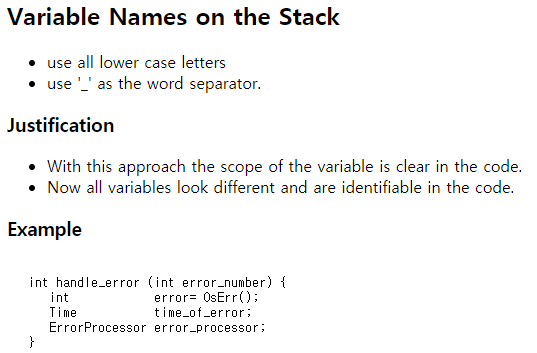 Variable Names on the Stack
• use all lower case letters
• use '_' as the word separator.
Justification
• With this approach the scope of the variable is clear in the code.
• Now all variables look different and are identifiable in the code.
Example
int handle_error (int error_number) {
   int            error= OsErr();
   Time           time_of_error;
   ErrorProcessor error_processor;
}